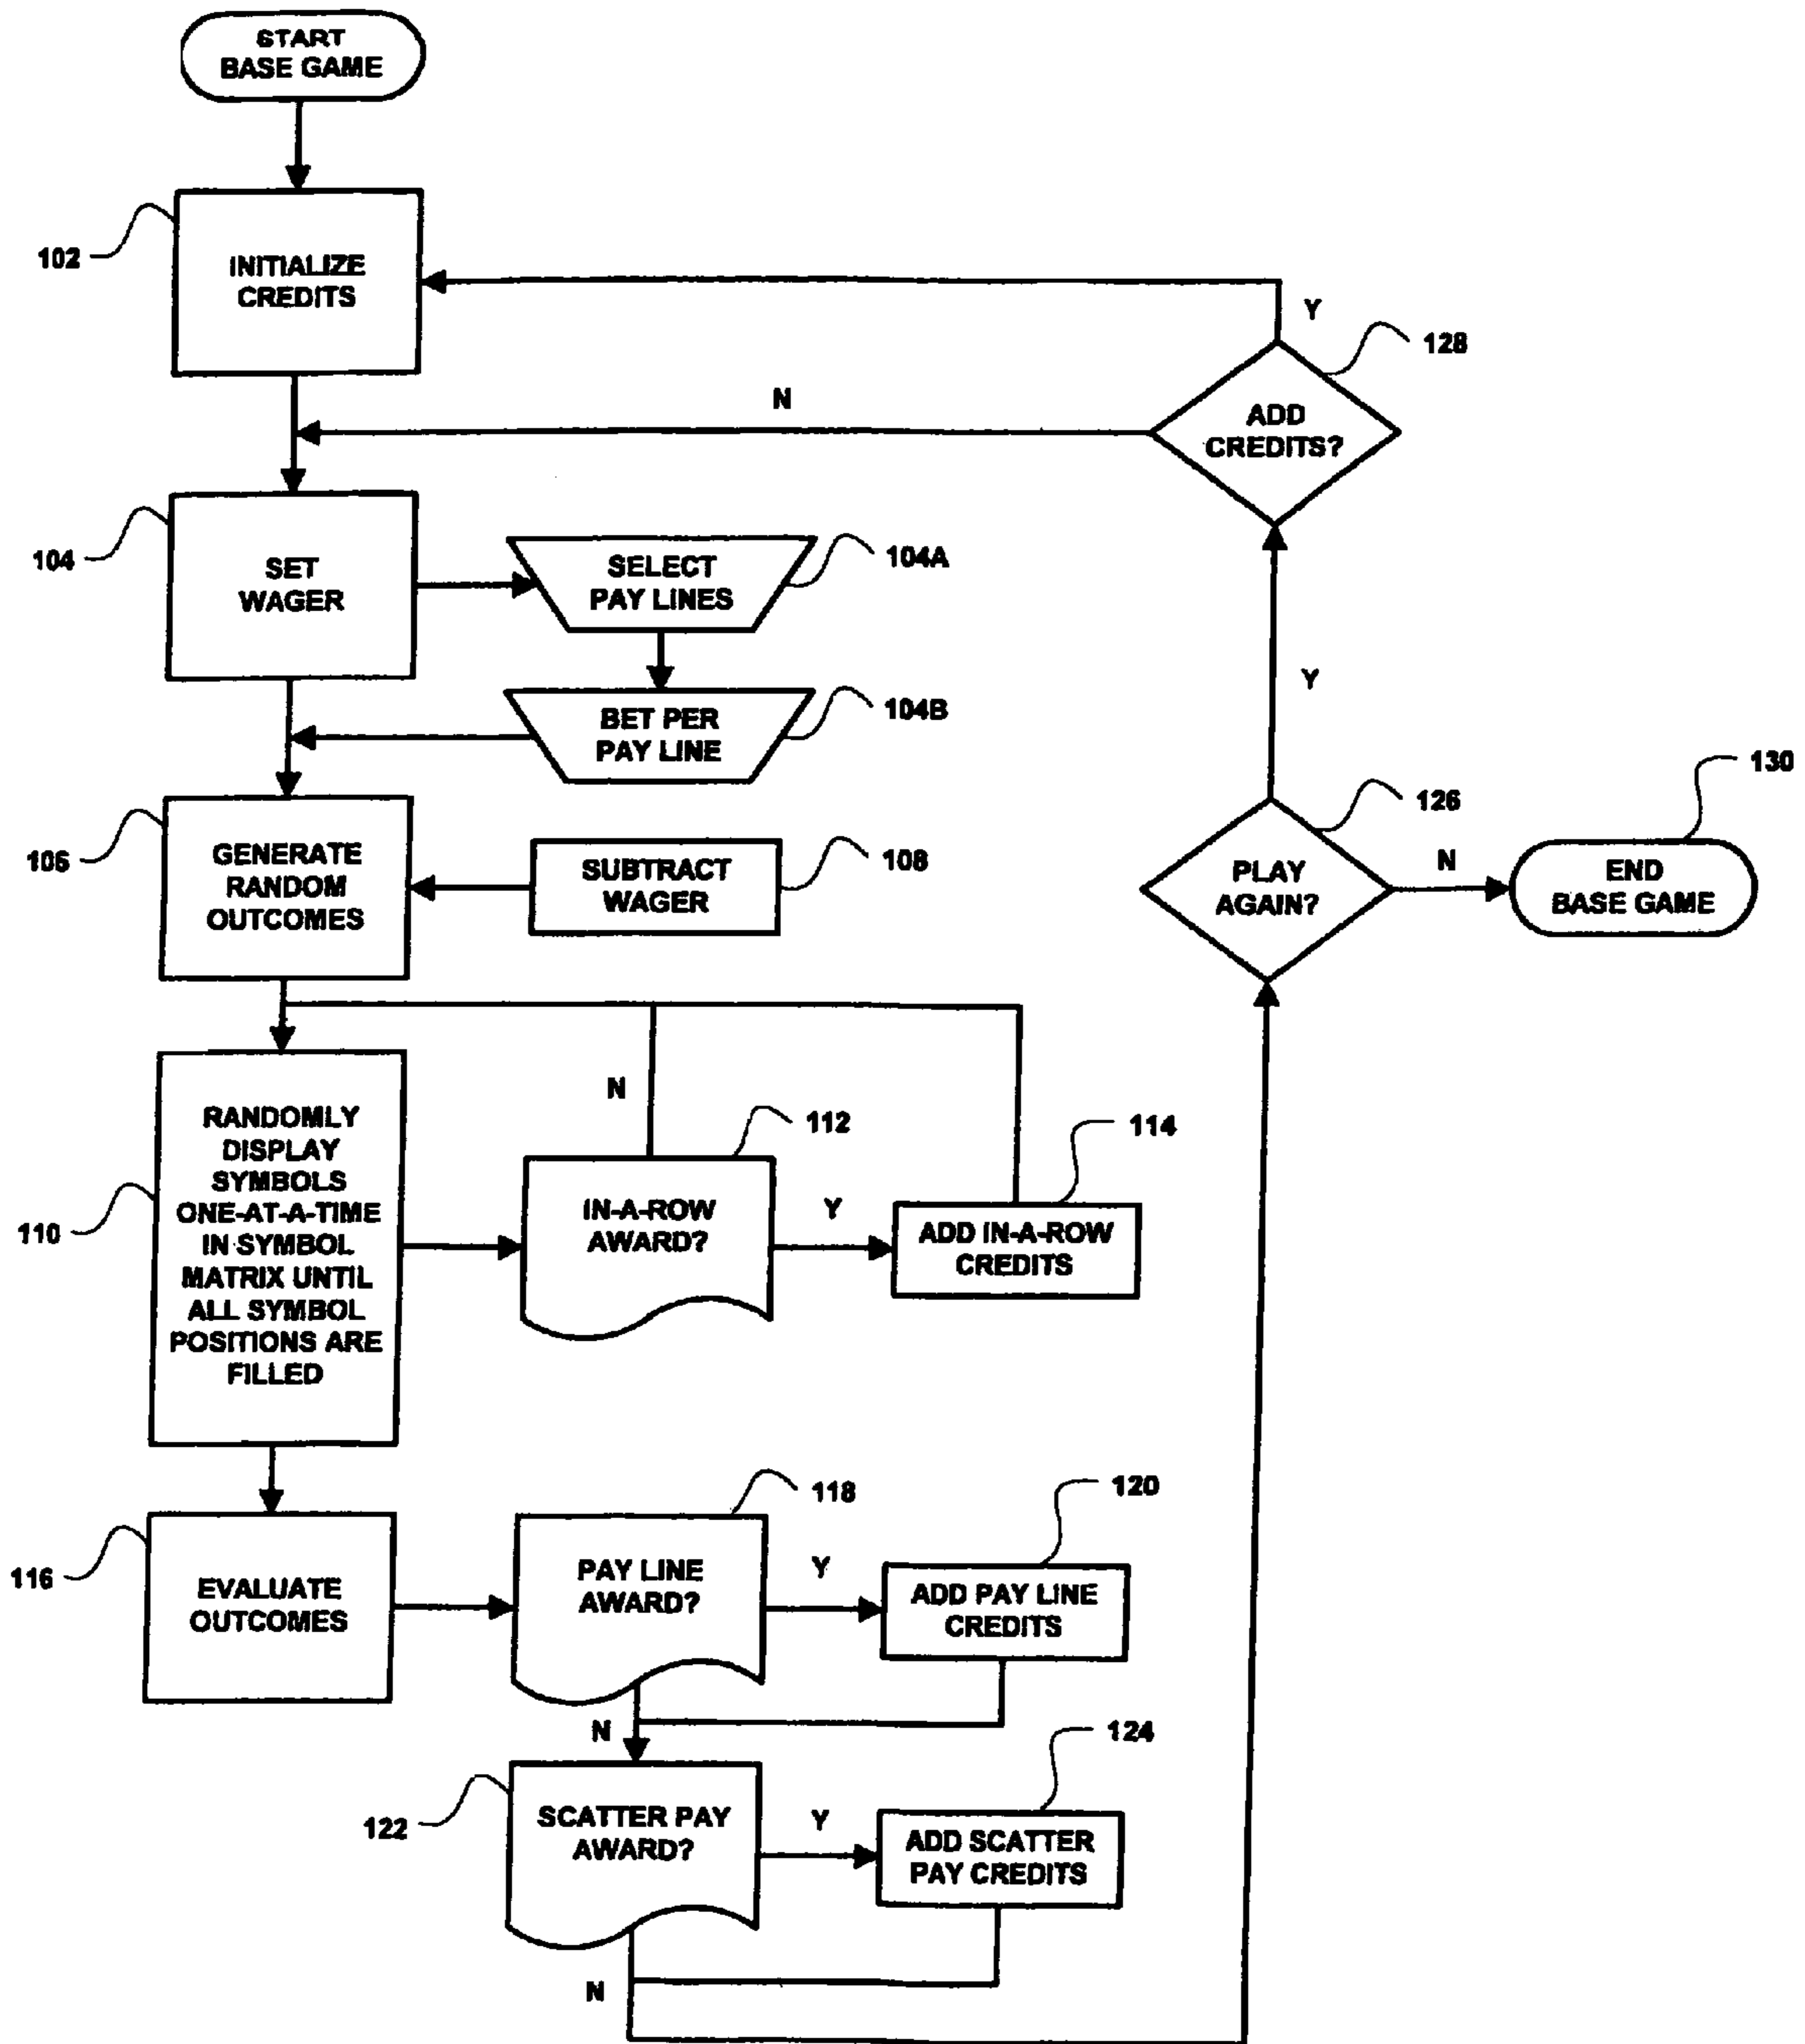 START
BASE GAME
102
INITIALIZE
CREDITS
Y
128
ADD
CREDITS?
N
104
SET
WAGER
SELECT
PAY LINES
104A
BET PER
PAY LINE
104B
Y
106
GENERATE
RANDOM
OUTCOMES
SUBTRACT
WAGER
108
126
PLAY
AGAIN?
N
130
END
BASE GAME
110
RANDOMLY
DISPLAY
SYMBOLS
ONE-AT-A-TIME
IN SYMBOL
MATRIX UNTIL
ALL SYMBOL
POSITIONS ARE
FILLED
N
112
IN-A-ROW
AWARD?
Y
114
ADD IN-A-ROW
CREDITS
116
EVALUATE
OUTCOMES
118
PAY LINE
AWARD?
Y
120
ADD PAY LINE
CREDITS
N
122
SCATTER PAY
AWARD?
Y
124
ADD SCATTER
PAY CREDITS
N